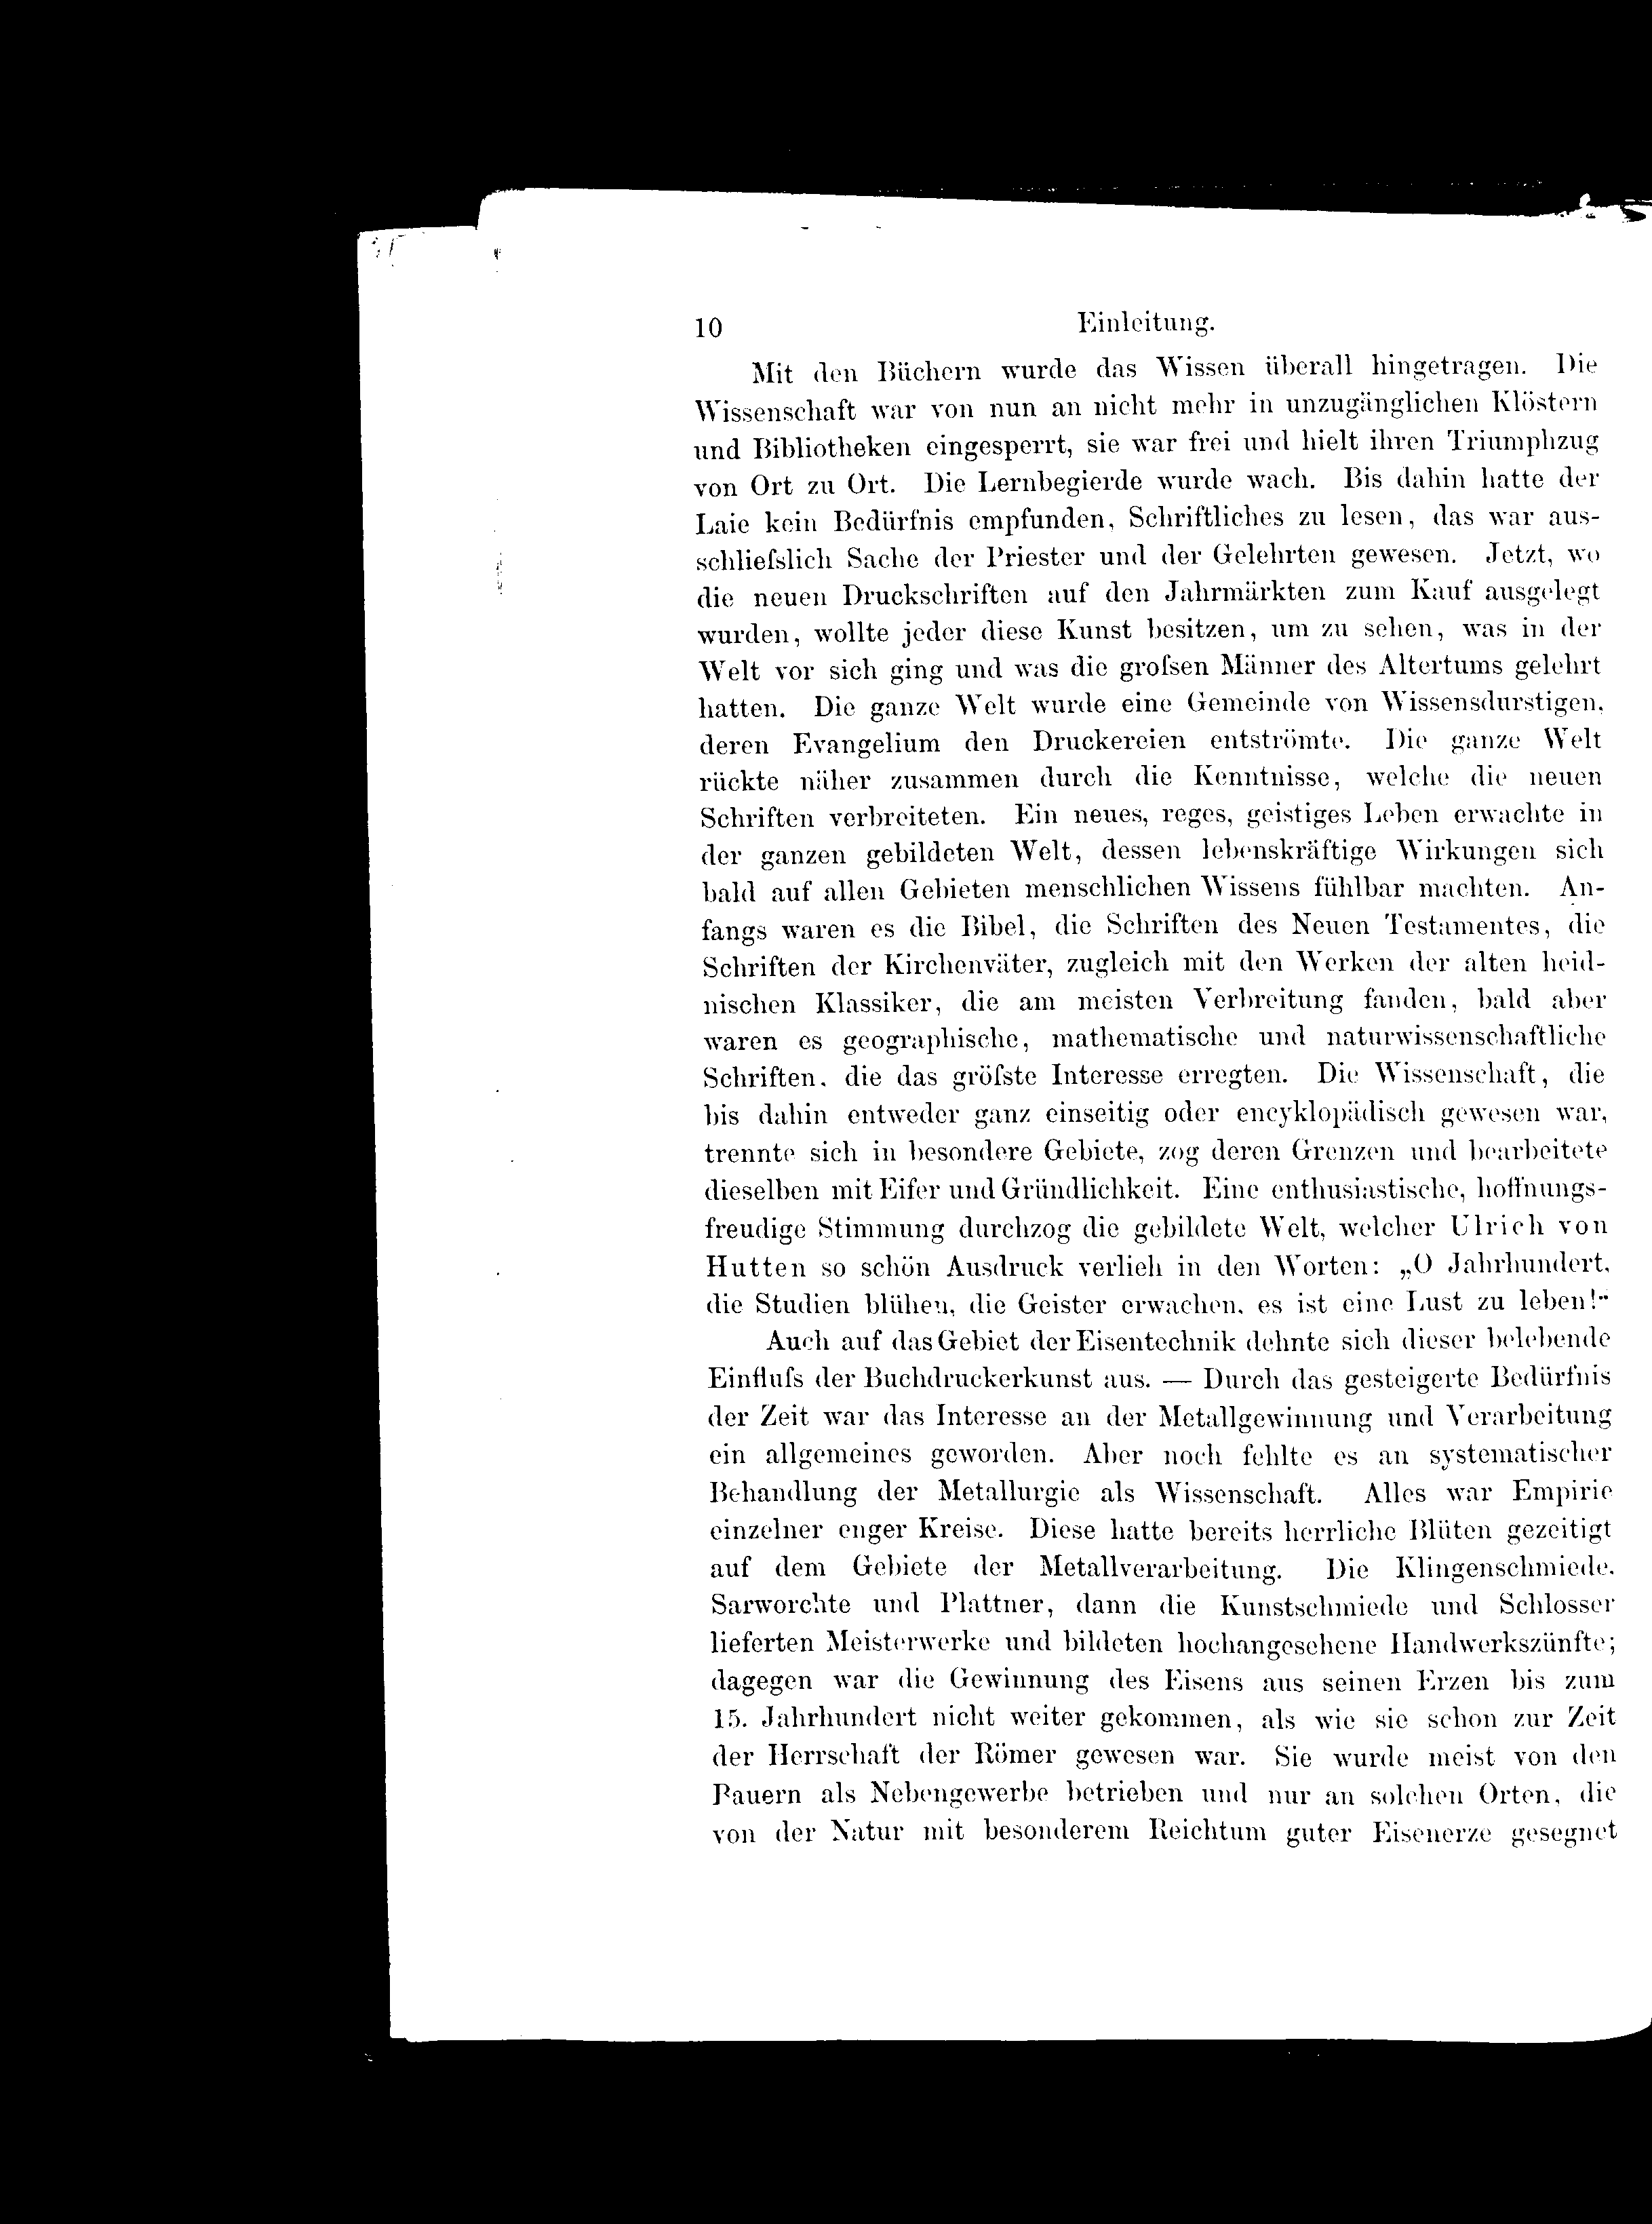 10 Einleitung.
Mit den Büchern wurde das Wissen überall hingetragen. Die
Wissenschaft war von nun an nicht mehr in unzugänglichen Klöstern
und Bibliotheken eingesperrt, sie war frei und hielt ihren Triumphzug
von Ort zu Ort. Die Lernbegierde wurde wach. Bis dahin hatte der
Laie kein Bedürfnis empfunden, Schriftliches zu lesen, das war aus-
schlieſslich Sache der Priester und der Gelehrten gewesen. Jetzt, wo
die neuen Druckschriften auf den Jahrmärkten zum Kauf ausgelegt
wurden, wollte jeder diese Kunst besitzen, um zu sehen, was in der
Welt vor sich ging und was die groſsen Männer des Altertums gelehrt
hatten. Die ganze Welt wurde eine Gemeinde von Wissensdurstigen,
deren Evangelium den Druckereien entströmte. Die ganze Welt
rückte näher zusammen durch die Kenntnisse, welche die neuen
Schriften verbreiteten. Ein neues, reges, geistiges Leben erwachte in
der ganzen gebildeten Welt, dessen lebenskräftige Wirkungen sich
bald auf allen Gebieten menschlichen Wissens fühlbar machten. An-
fangs waren es die Bibel, die Schriften des Neuen Testamentes, die
Schriften der Kirchenväter, zugleich mit den Werken der alten heid-
nischen Klassiker, die am meisten Verbreitung fanden, bald aber
waren es geographische, mathematische und naturwissenschaftliche
Schriften, die das gröſste Interesse erregten. Die Wissenschaft, die
bis dahin entweder ganz einseitig oder encyklopädisch gewesen war,
trennte sich in besondere Gebiete, zog deren Grenzen und bearbeitete
dieselben mit Eifer und Gründlichkeit. Eine enthusiastische, hoffnungs-
freudige Stimmung durchzog die gebildete Welt, welcher Ulrich von
Hutten so schön Ausdruck verlieh in den Worten: „O Jahrhundert,
die Studien blühen, die Geister erwachen, es ist eine Lust zu leben!“
Auch auf das Gebiet der Eisentechnik dehnte sich dieser belebende
Einfluſs der Buchdruckerkunst aus. — Durch das gesteigerte Bedürfnis
der Zeit war das Interesse an der Metallgewinnung und Verarbeitung
ein allgemeines geworden. Aber noch fehlte es an systematischer
Behandlung der Metallurgie als Wissenschaft. Alles war Empirie
einzelner enger Kreise. Diese hatte bereits herrliche Blüten gezeitigt
auf dem Gebiete der Metallverarbeitung. Die Klingenschmiede,
Sarworchte und Plattner, dann die Kunstschmiede und Schlosser
lieferten Meisterwerke und bildeten hochangesehene Handwerkszünfte;
dagegen war die Gewinnung des Eisens aus seinen Erzen bis zum
15. Jahrhundert nicht weiter gekommen, als wie sie schon zur Zeit
der Herrschaft der Römer gewesen war. Sie wurde meist von den
Bauern als Nebengewerbe betrieben und nur an solchen Orten, die
von der Natur mit besonderem Reichtum guter Eisenerze gesegnet